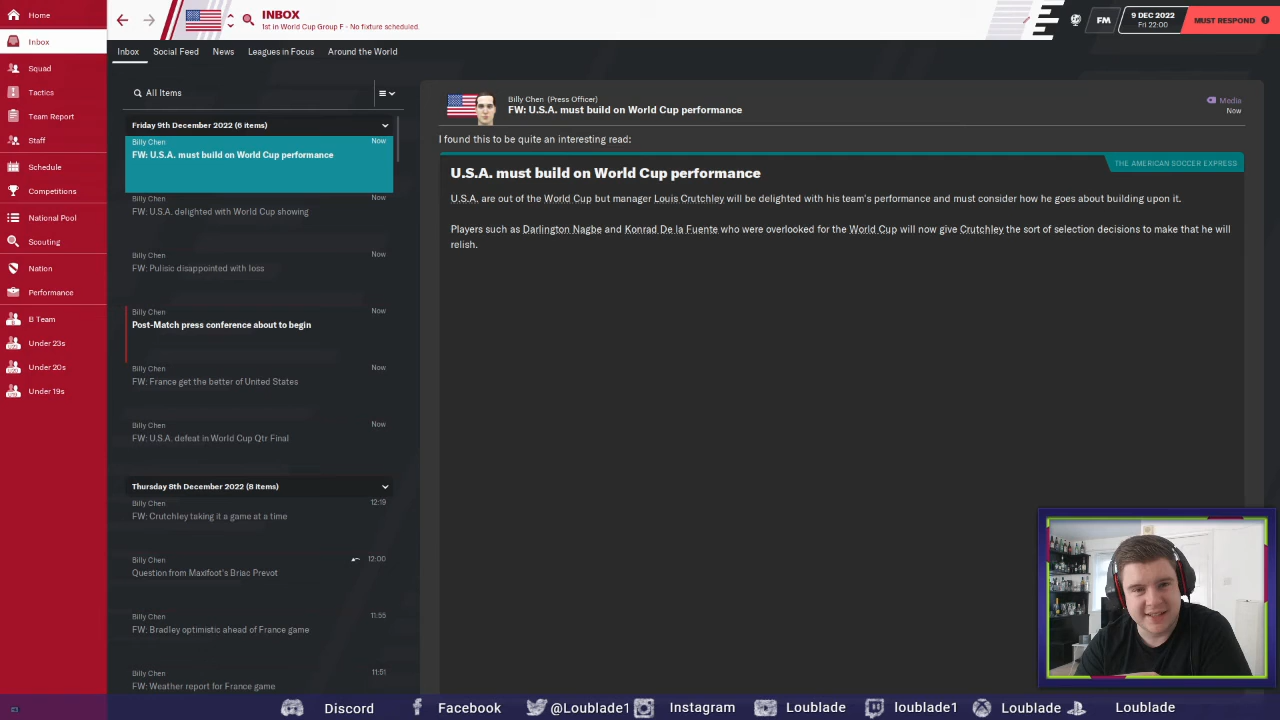 Home
Inbox
Squad
Tactics
Team Report
Staff
Schedule
Competitions
National Pool
Scouting
Nation
Performance
B Team
Under 23s
Under 20s
Under 19s
INBOX
1st in World Cup Group F - No fixture scheduled.
FM
9 DEC 2022
Fri 22:00
MUST RESPOND
Inbox Social Feed News Leagues in Focus Around the World
All Items
Friday 9th December 2022 (6 items)
Billy Chen Now
FW: U.S.A. must build on World Cup performance
Billy Chen Now
FW: U.S.A. delighted with World Cup showing
Billy Chen Now
FW: Pulisic disappointed with loss
Billy Chen Now
Post-Match press conference about to begin
Billy Chen Now
FW: France get the better of United States
Billy Chen Now
FW: U.S.A. defeat in World Cup Qtr Final
Thursday 8th December 2022 (8 items)
Billy Chen 12:19
FW: Crutchley taking it a game at a time
Billy Chen 12:00
Question from Maxifoot's Briac Prevot
Billy Chen 11:55
FW: Bradley optimistic ahead of France game
Billy Chen 11:51
FW: Weather report for France game
Billy Chen (Press Officer)
FW: U.S.A. must build on World Cup performance
Media
Now
I found this to be quite an interesting read:
THE AMERICAN SOCCER EXPRESS
U.S.A. must build on World Cup performance
U.S.A. are out of the World Cup but manager Louis Crutchley will be delighted with his team's performance and must consider how he goes about building upon it.
Players such as Darlington Nagbe and Konrad De la Fuente who were overlooked for the World Cup will now give Crutchley the sort of selection decisions to make that he will
relish.
Discord Facebook @Loublade1 Instagram Loublade loublade1 Loublade Loublade